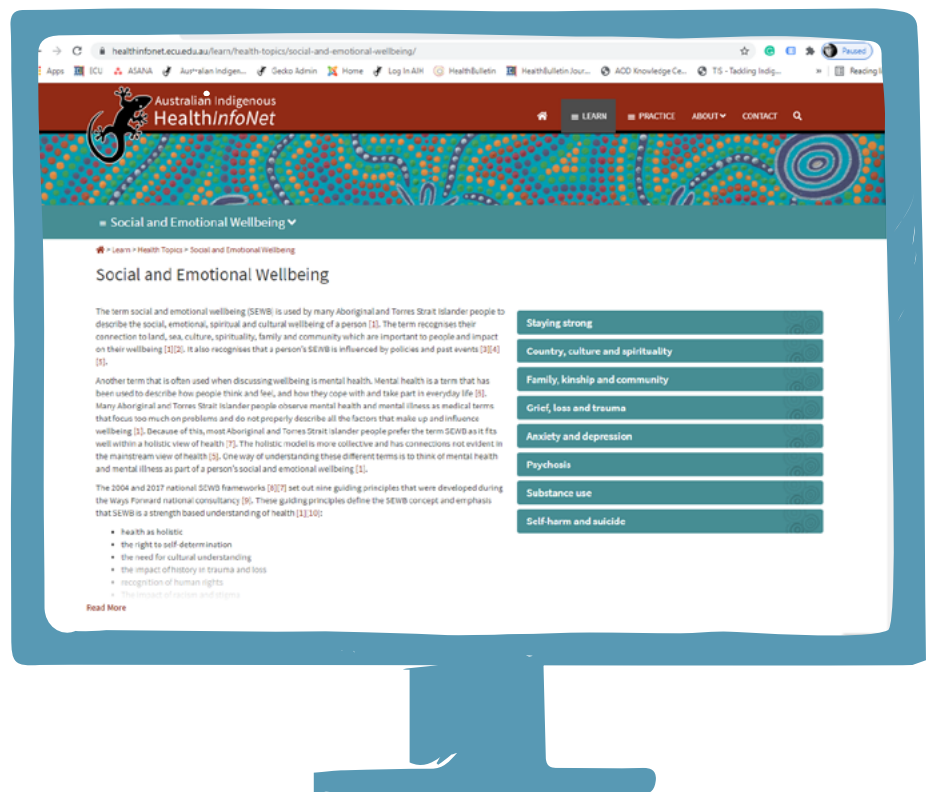 healthinfonet.ecu.edu.au/learn/health-topics/social-and-emotional-wellbeing/
Paused
Apps ECU ASANA Australian Indigen... Gecko Admin Home Log In AIH HealthBulletin HealthBulletin Jour... AOD Knowledge Ce... TIS - Tackling Indig... » Reading
Australian Indigenous
HealthInfoNet
LEARN PRACTICE ABOUT CONTACT
Social and Emotional Wellbeing
> Learn > Health Topics > Social and Emotional Wellbeing
Social and Emotional Wellbeing
The term social and emotional wellbeing (SEWB) is used by many Aboriginal and Torres Strait Islander people to
describe the social, emotional, spiritual and cultural wellbeing of a person [1]. The term recognises their
connection to land, sea, culture, spirituality, family and community which are important to people and impact
on their wellbeing [1][2]. It also recognises that a person's SEWB is influenced by policies and past events [3][4]
[5].
Another term that is often used when discussing wellbeing is mental health. Mental health is a term that has
been used to describe how people think and feel, and how they cope with and take part in everyday life [6].
Many Aboriginal and Torres Strait Islander people observe mental health and mental illness as medical terms
that focus too much on problems and do not properly describe all the factors that make up and influence
wellbeing [1]. Because of this, most Aboriginal and Torres Strait Islander people prefer the term SEWB as it fits
well within a holistic view of health [7]. The holistic model is more collective and has connections not evident in
the mainstream view of health [5]. One way of understanding these different terms is to think of mental health
and mental illness as part of a person's social and emotional wellbeing [1].
The 2004 and 2017 national SEWB frameworks [8][7] set out nine guiding principles that were developed during
the Ways Forward national consultancy [9]. These guiding principles define the SEWB concept and emphasis
that SEWB is a strength based understanding of health [1][10]:
• health as holistic
• the right to self-determination
• the need for cultural understanding
• the impact of history in trauma and loss
• recognition of human rights
• The impact of racism and stigma
Read More
Staying strong
Country, culture and spirituality
Family, kinship and community
Grief, loss and trauma
Anxiety and depression
Psychosis
Substance use
Self-harm and suicide